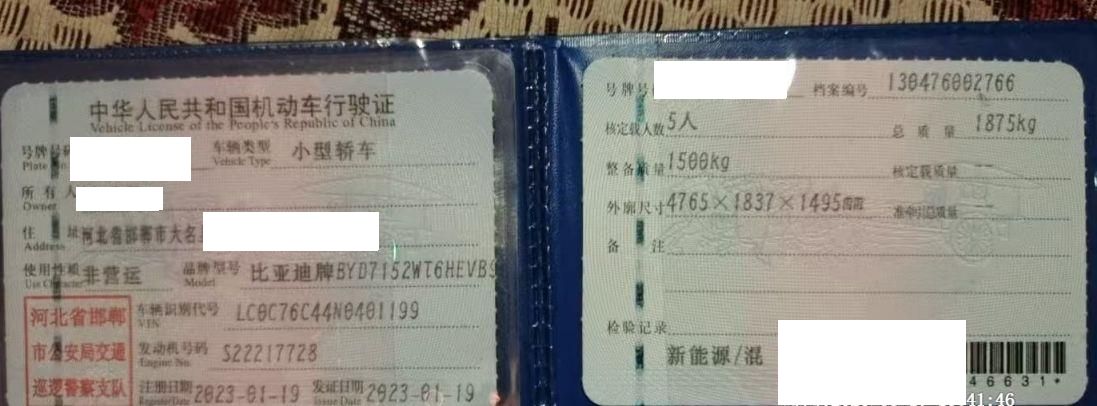 中华人民共和国机动车行驶证
Vehicle License of the People's Republic of China
号牌号码 车辆类型 小型轿车
Plate No. Vehicle Type
所有人
Owner
住址 河北省邯郸市大名
Address
使用性质 非营运 品牌型号 比亚迪牌BYD7152WT6HEVB9
Use Character Model
河北省邯郸
市公安局交通
巡逻警察支队
车辆识别代号 LC0C76C44N0401199
VIN
发动机号码 S22217728
Engine No.
注册日期 2023-01-19 发证日期 2023-01-19
Register Date Issue Date
号牌号 档案编号 130476002766
核定载人数 5人 总质量 1875kg
整备质量 1500kg 核定载质量 --
外廓尺寸 4765×1837×1495mm 准牵引总质量 --
备注
检验记录
新能源/混
46631*
41:46